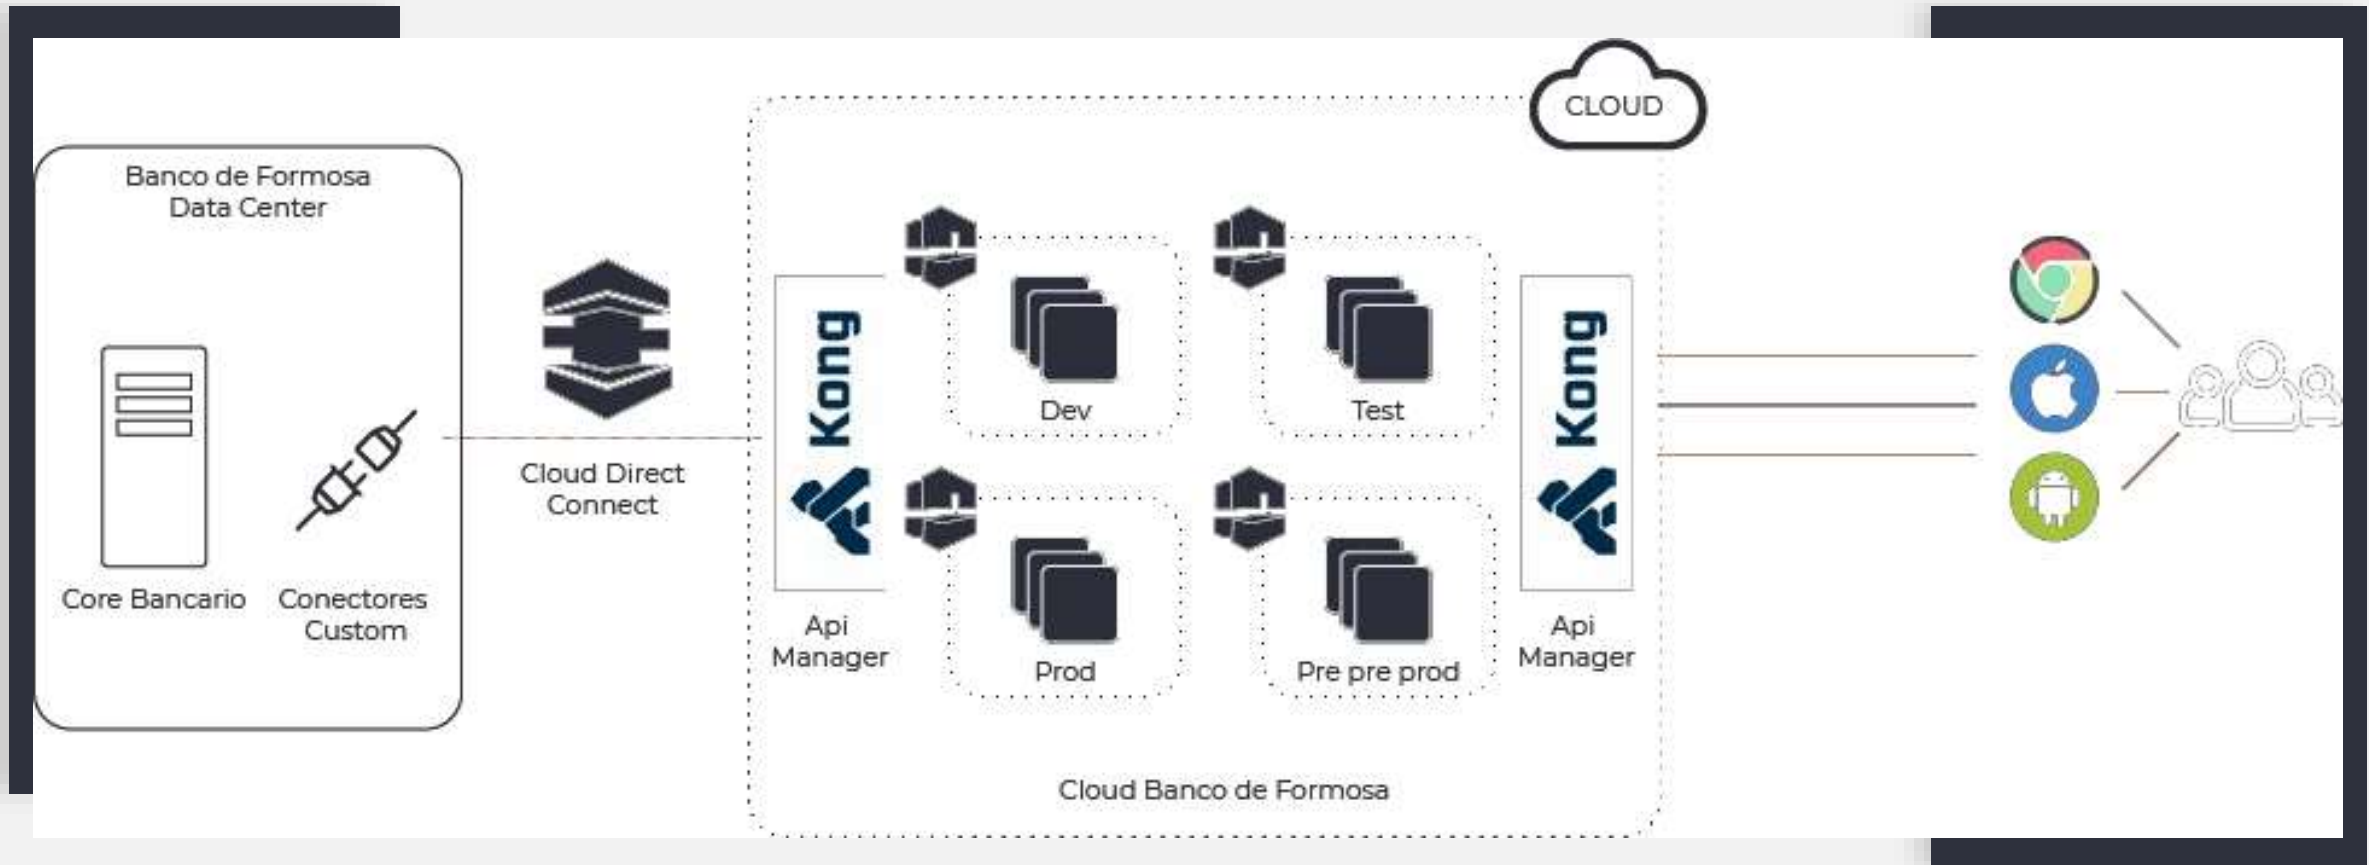 CLOUD
Banco de Formosa
Data Center
Core Bancario
Conectores
Custom
Cloud Direct
Connect
Kong
Api
Manager
Dev
Test
Prod
Pre pre prod
Kong
Api
Manager
Cloud Banco de Formosa